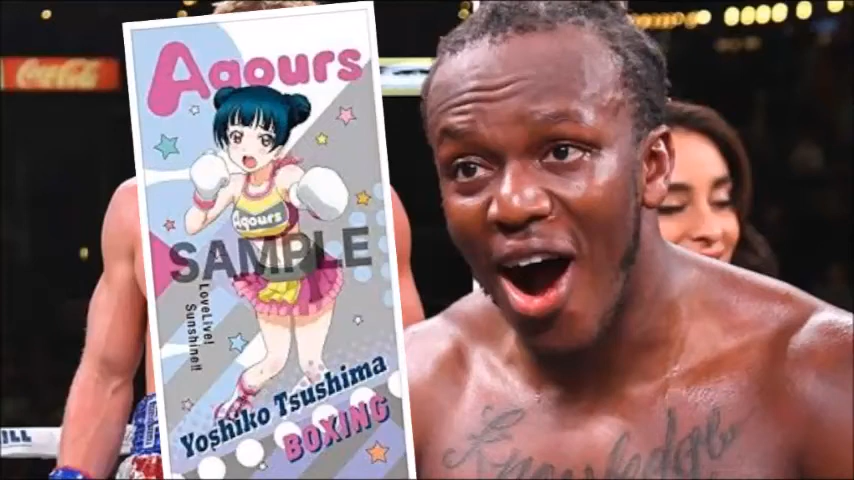 Coca-Cola
Aqours
Aqours
SAMPLE
LoveLive!
Sunshine!!
Yoshiko Tsushima
BOXING
Knowledge